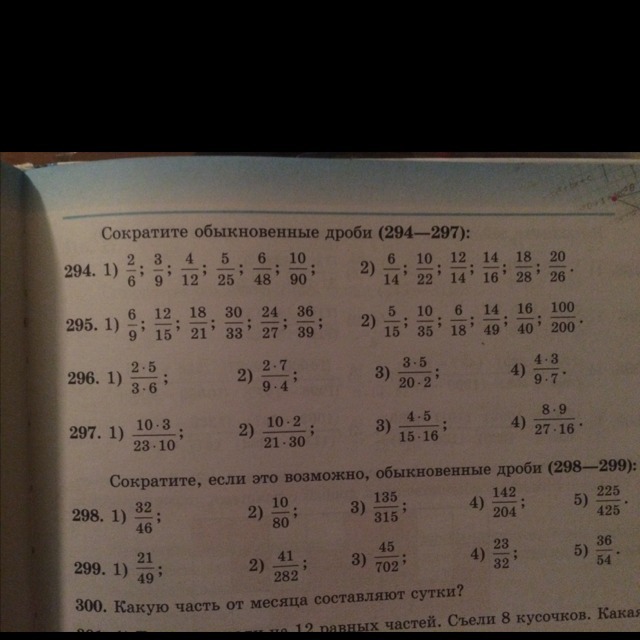 Сократите обыкновенные дроби (294—297):
294. 1) 2/6; 3/9; 4/12; 5/25; 6/48; 10/90; 2) 6/14; 10/22; 12/14; 14/16; 18/28; 20/26.
295. 1) 6/9; 12/15; 18/21; 30/33; 24/27; 36/39; 2) 5/15; 10/35; 6/18; 14/49; 16/40; 100/200.
296. 1) 2·5/3·6; 2) 2·7/9·4; 3) 3·5/20·2; 4) 4·3/9·7.
297. 1) 10·3/23·10; 2) 10·2/21·30; 3) 4·5/15·16; 4) 8·9/27·16.
Сократите, если это возможно, обыкновенные дроби (298—299):
298. 1) 32/46; 2) 10/80; 3) 135/315; 4) 142/204; 5) 225/425.
299. 1) 21/49; 2) 41/282; 3) 45/702; 4) 23/32; 5) 36/54.
300. Какую часть от месяца составляют сутки?
12 равных частей. Съели 8 кусочков. Какая